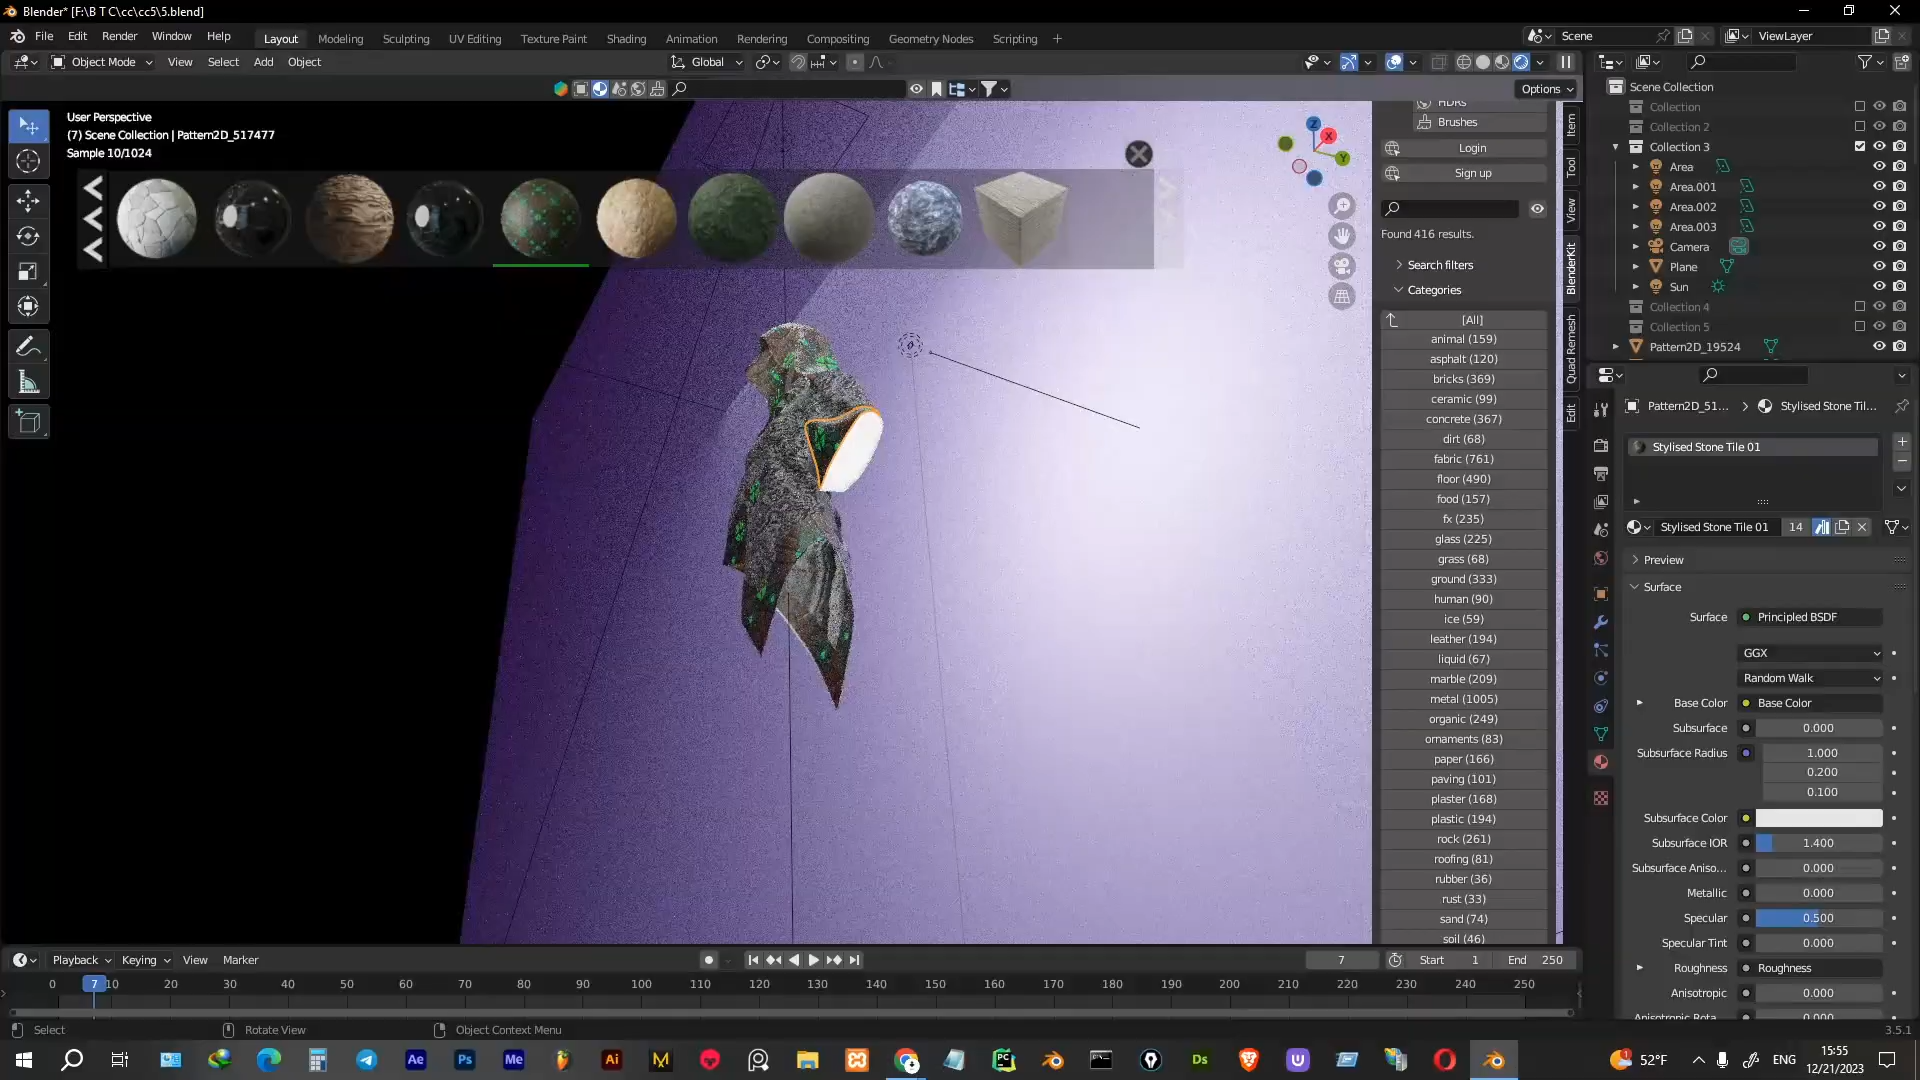 Blender* [F:\B T C\cc\cc5\5.blend]
File Edit Render Window Help
Layout Modeling Sculpting UV Editing Texture Paint Shading Animation Rendering Compositing Geometry Nodes Scripting +
Scene
ViewLayer
Object Mode View Select Add Object
Global
Options
User Perspective
(7) Scene Collection | Pattern2D_517477
Sample 10/1024
Z
X
Y
HDRs
Brushes
Login
Sign up
Found 416 results.
Search filters
Categories
[All]
animal (159)
asphalt (120)
bricks (369)
ceramic (99)
concrete (367)
dirt (68)
fabric (761)
floor (490)
food (157)
fx (235)
glass (225)
grass (68)
ground (333)
human (90)
ice (59)
leather (194)
liquid (67)
marble (209)
metal (1005)
organic (249)
ornaments (83)
paper (166)
paving (101)
plaster (168)
plastic (194)
rock (261)
roofing (81)
rubber (36)
rust (33)
sand (74)
soil (46)
Item
Tool
View
BlenderKit
Quad Remesh
Edit
Scene Collection
Collection
Collection 2
Collection 3
Area
Area.001
Area.002
Area.003
Camera
Plane
Sun
Collection 4
Collection 5
Pattern2D_19524
Pattern2D_51... Stylised Stone Til...
Stylised Stone Tile 01
Stylised Stone Tile 01 14
Preview
Surface
Surface Principled BSDF
GGX
Random Walk
Base Color Base Color
Subsurface 0.000
Subsurface Radius 1.000
0.200
0.100
Subsurface Color
Subsurface IOR 1.400
Subsurface Aniso... 0.000
Metallic 0.000
Specular 0.500
Specular Tint 0.000
Roughness Roughness
Anisotropic 0.000
Anisotropic Rota... 0.000
Playback Keying View Marker
7 Start 1 End 250
0 7 10 20 30 40 50 60 70 80 90 100 110 120 130 140 150 160 170 180 190 200 210 220 230 240 250
Select Rotate View Object Context Menu
3.5.1
Ae Ps Me Ai Ds
1 52°F
ENG
15:55
12/21/2023